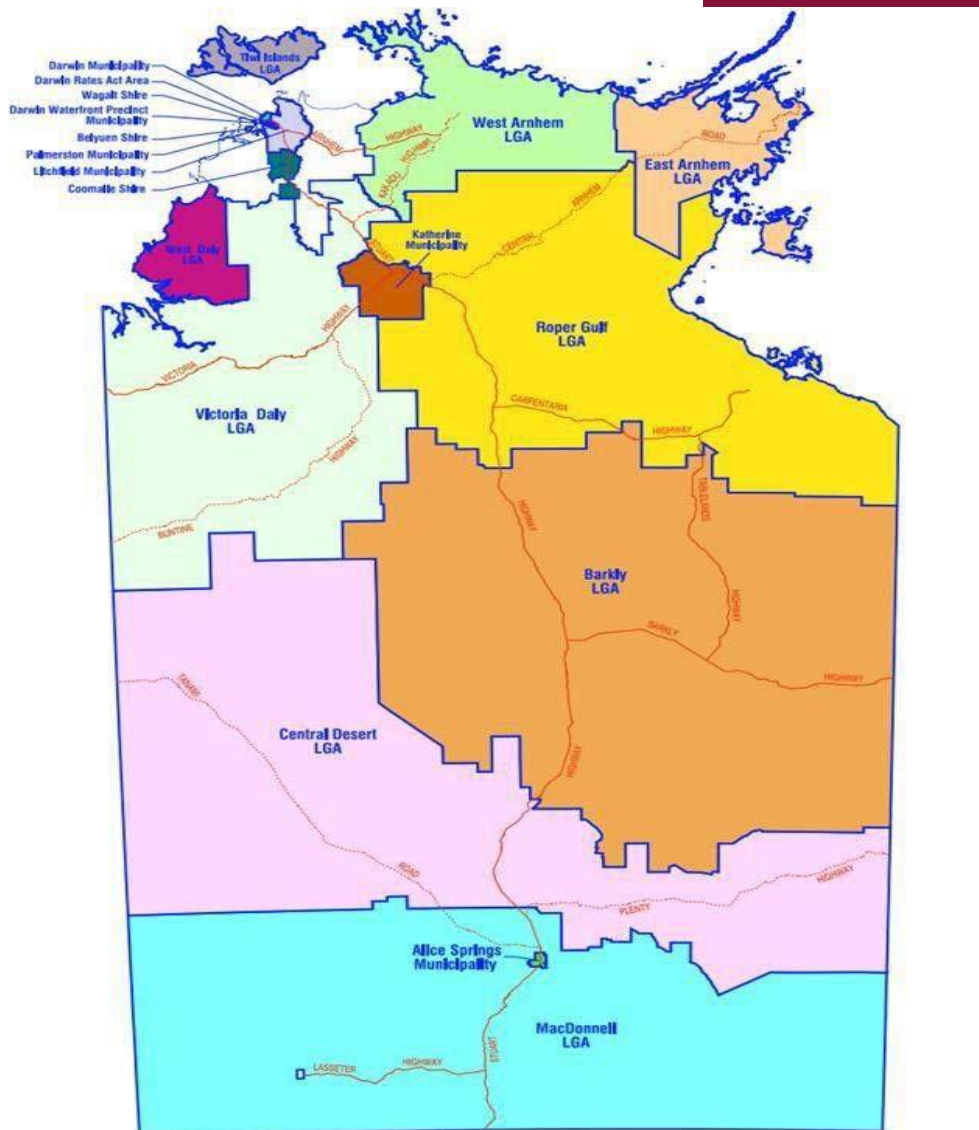 Tiwi Islands
LGA
Darwin Municipality
Darwin Rates Act Area
Wagait Shire
Darwin Waterfront Precinct
Municipality
Belyuen Shire
Palmerston Municipality
Litchfield Municipality
Coomalie Shire
ARNHEM
HIGHWAY
KAKADU
HIGHWAY
West Arnhem
LGA
ROAD
East Arnhem
LGA
ARNHEM
CENTRAL
West Daly
LGA
STUART
Katherine
Municipality
HIGHWAY
VICTORIA
Roper Gulf
LGA
CARPENTARIA
HIGHWAY
Victoria Daly
LGA
HIGHWAY
BUNTINE
HIGHWAY
TABLELANDS
HIGHWAY
Barkly
LGA
BARKLY
HIGHWAY
TANAMI
Central Desert
LGA
HIGHWAY
ROAD
HIGHWAY
PLENTY
Alice Springs
Municipality
MacDonnell
LGA
STUART
LASSETER
HIGHWAY